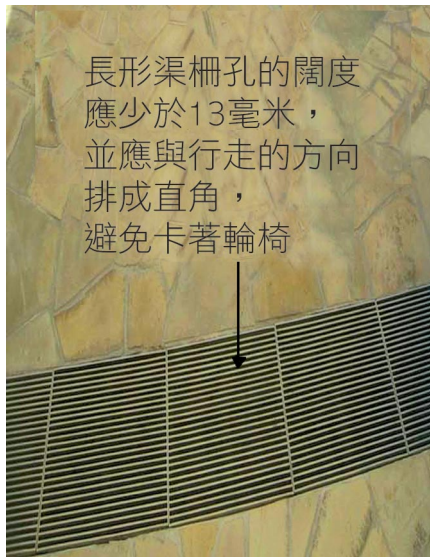 長形渠柵孔的闊度
應少於13毫米，
並應與行走的方向
排成直角，
避免卡著輪椅